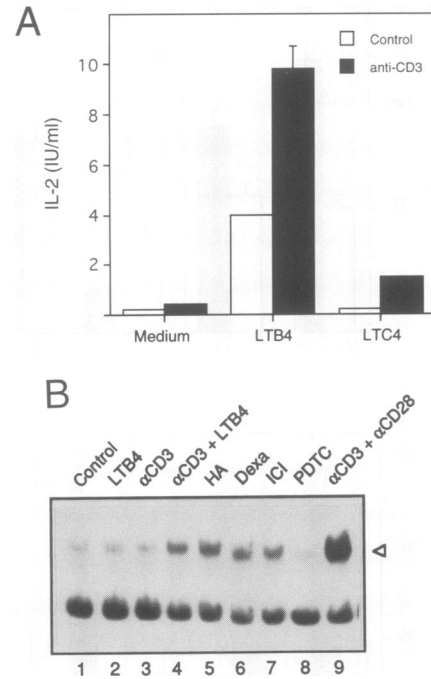 A
Control
anti-CD3
IL-2 (IU/ml)
10
8
6
4
2
Medium LTB4 LTC4
B
Control LTB4 αCD3 αCD3 + LTB4 HA Dexa ICI PDTC αCD3 + αCD28
1 2 3 4 5 6 7 8 9